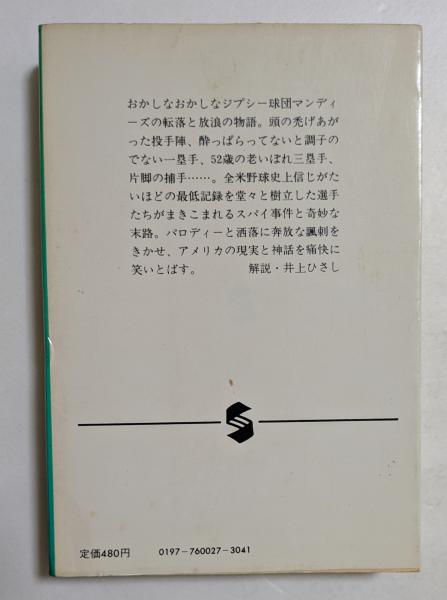 おかしなおかしなジプシー球団マンディ
ーズの転落と放浪の物語。頭の禿げあが
った投手陣、酔っぱらってないと調子の
でない一塁手、52歳の老いぼれ三塁手、
片脚の捕手……。全米野球史上信じがた
いほどの最低記録を堂々と樹立した選手
たちがまきこまれるスパイ事件と奇妙な
末路。パロディーと洒落に奔放な諷刺を
きかせ、アメリカの現実と神話を痛快に
笑いとばす。 解説・井上ひさし
定価480円 0197-760027-3041